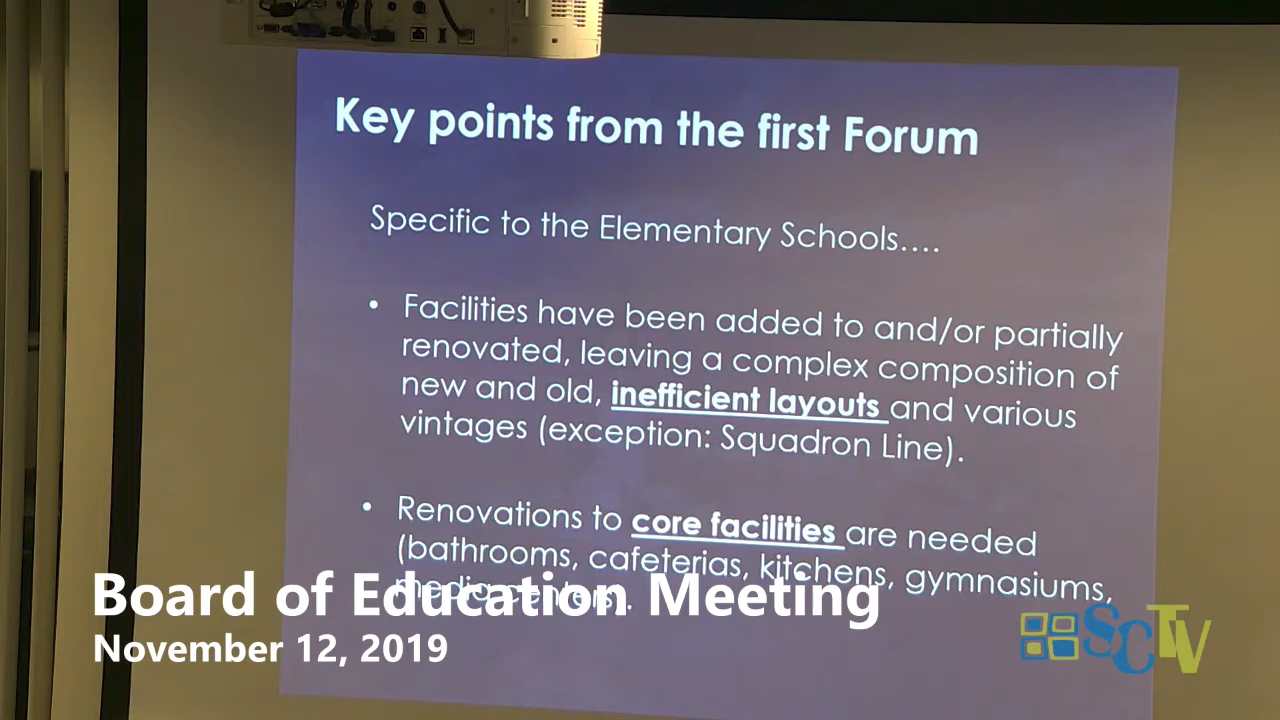 Key points from the first Forum
Specific to the Elementary Schools....
• Facilities have been added to and/or partially
renovated, leaving a complex composition of
new and old, inefficient layouts and various
vintages (exception: Squadron Line).
• Renovations to core facilities are needed
(bathrooms, cafeterias, kitchens, gymnasiums,
media centers).
Board of Education Meeting
November 12, 2019
SCTV